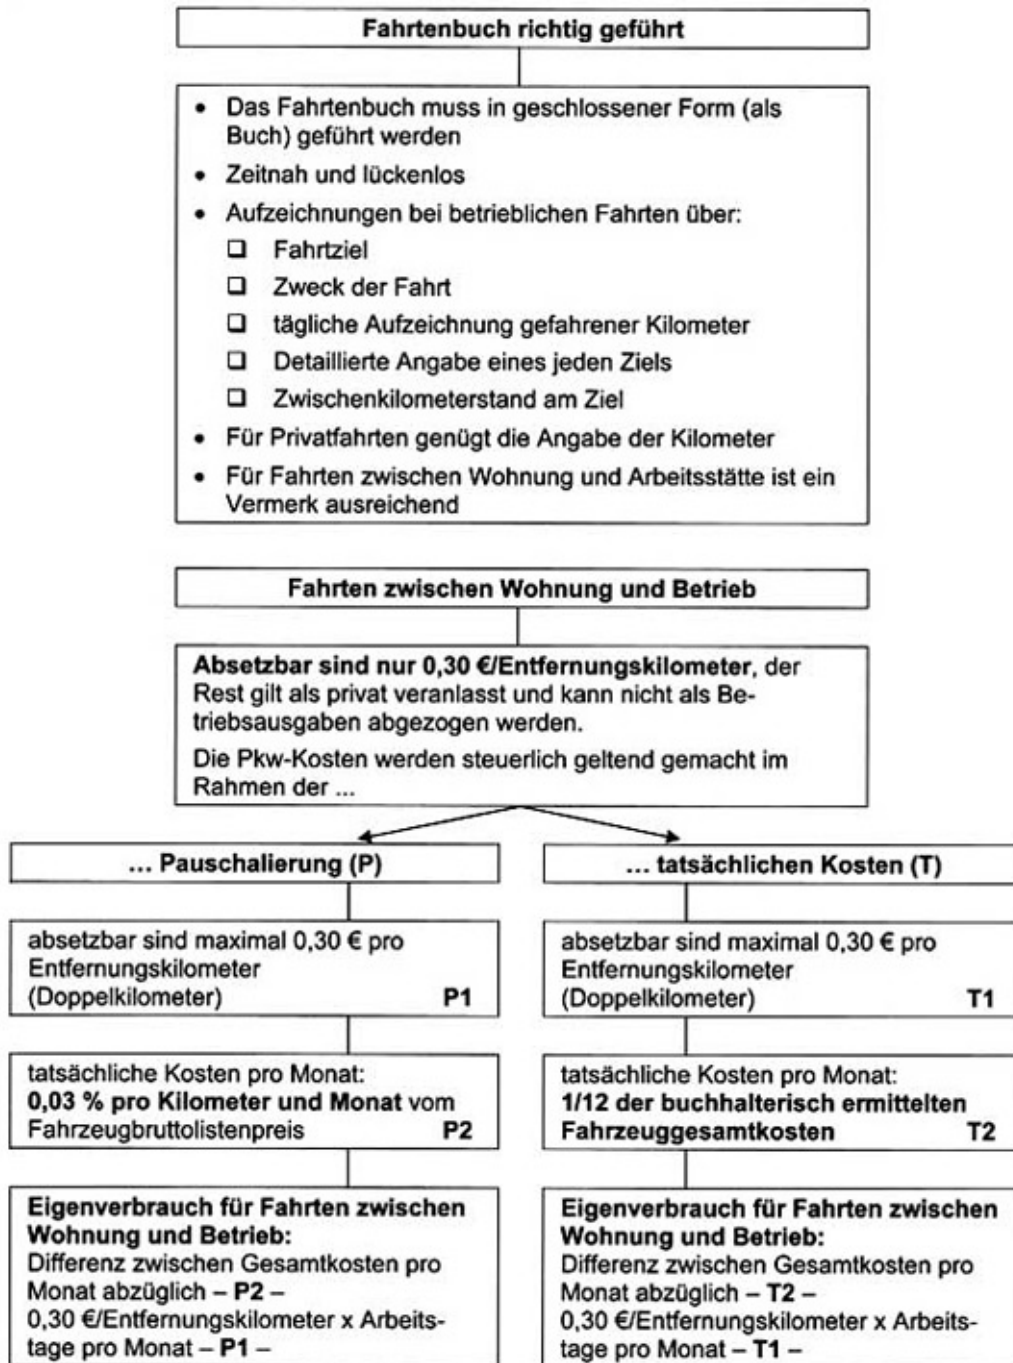 Fahrtenbuch richtig geführt
• Das Fahrtenbuch muss in geschlossener Form (als
Buch) geführt werden
• Zeitnah und lückenlos
• Aufzeichnungen bei betrieblichen Fahrten über:
❑ Fahrtziel
❑ Zweck der Fahrt
❑ tägliche Aufzeichnung gefahrener Kilometer
❑ Detaillierte Angabe eines jeden Ziels
❑ Zwischenkilometerstand am Ziel
• Für Privatfahrten genügt die Angabe der Kilometer
• Für Fahrten zwischen Wohnung und Arbeitsstätte ist ein
Vermerk ausreichend
Fahrten zwischen Wohnung und Betrieb
Absetzbar sind nur 0,30 €/Entfernungskilometer, der
Rest gilt als privat veranlasst und kann nicht als Be-
triebsausgaben abgezogen werden.
Die Pkw-Kosten werden steuerlich geltend gemacht im
Rahmen der ...
... Pauschalierung (P)
absetzbar sind maximal 0,30 € pro
Entfernungskilometer
(Doppelkilometer) P1
tatsächliche Kosten pro Monat:
0,03 % pro Kilometer und Monat vom
Fahrzeugbruttolistenpreis P2
Eigenverbrauch für Fahrten zwischen
Wohnung und Betrieb:
Differenz zwischen Gesamtkosten pro
Monat abzüglich – P2 –
0,30 €/Entfernungskilometer x Arbeits-
tage pro Monat – P1 –
... tatsächlichen Kosten (T)
absetzbar sind maximal 0,30 € pro
Entfernungskilometer
(Doppelkilometer) T1
tatsächliche Kosten pro Monat:
1/12 der buchhalterisch ermittelten
Fahrzeuggesamtkosten T2
Eigenverbrauch für Fahrten zwischen
Wohnung und Betrieb:
Differenz zwischen Gesamtkosten pro
Monat abzüglich – T2 –
0,30 €/Entfernungskilometer x Arbeits-
tage pro Monat – T1 –